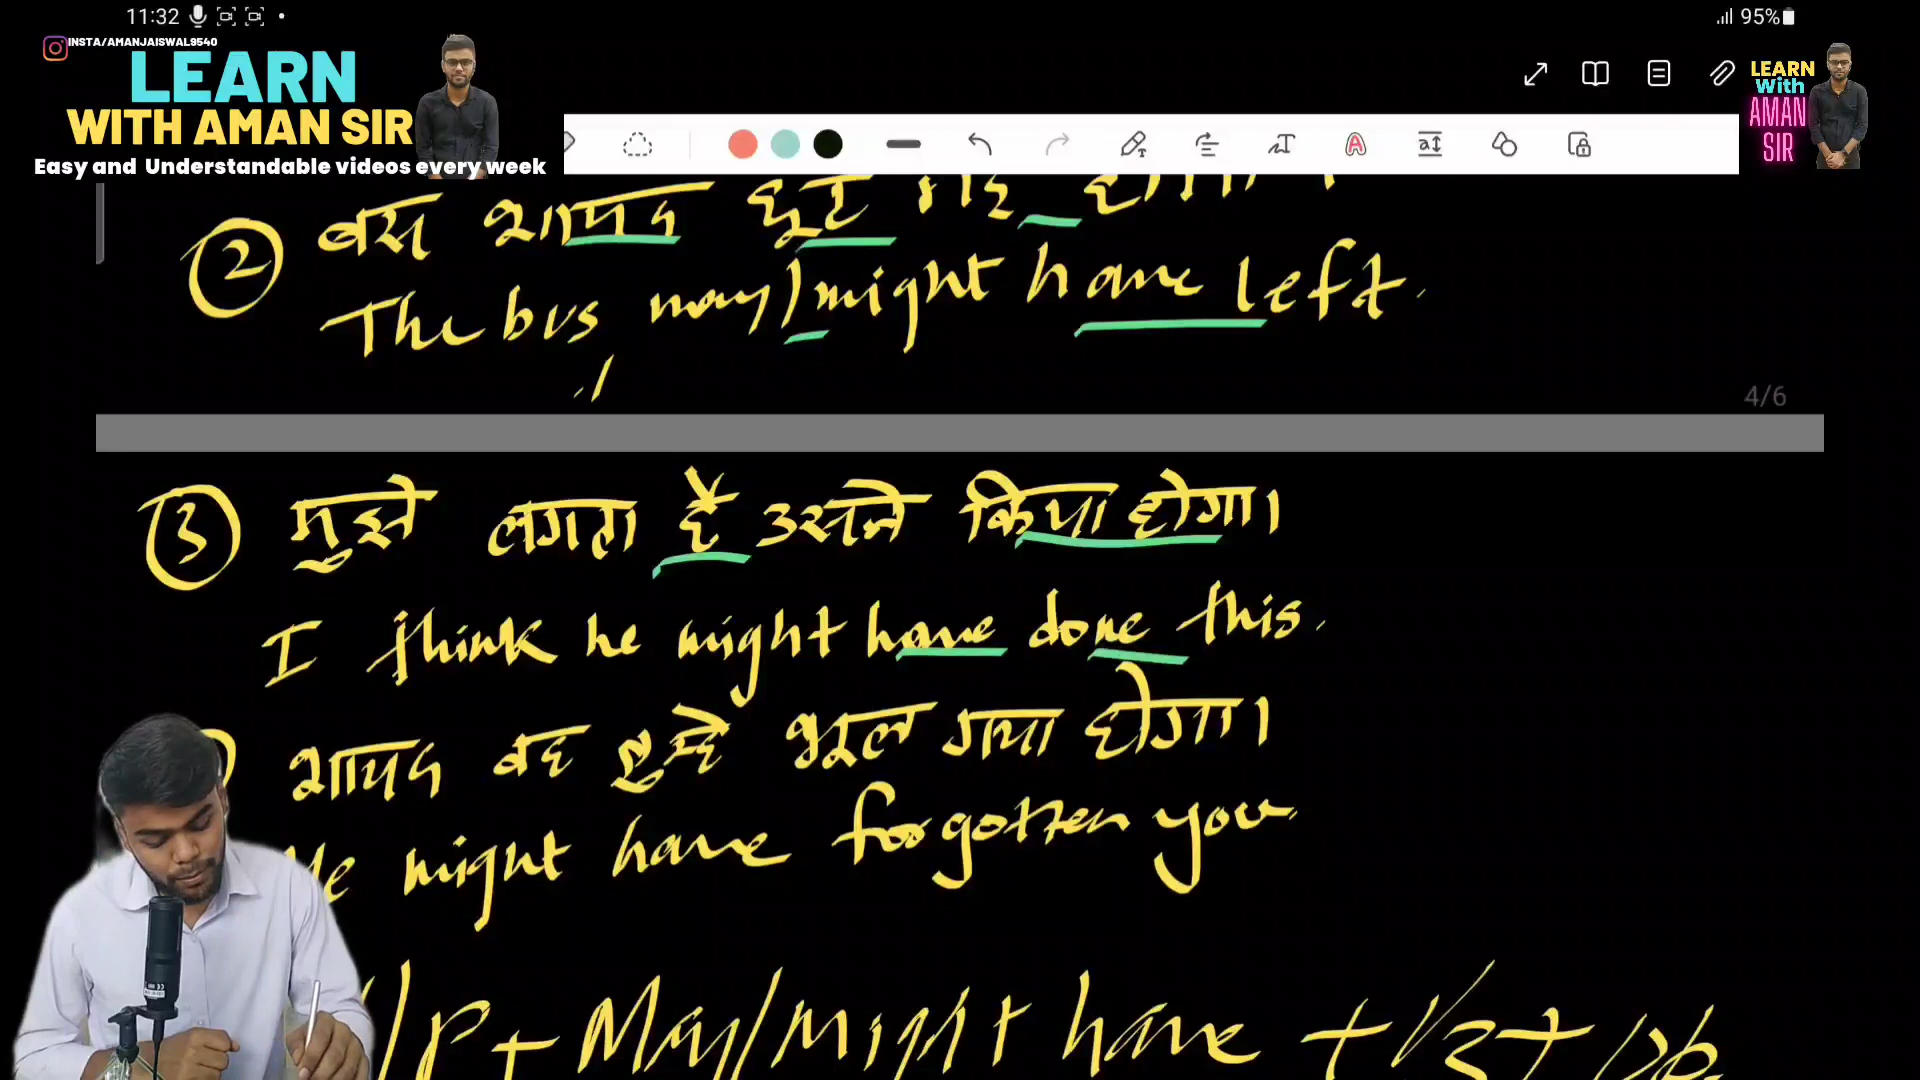 11:32
95%
INSTA/AMANJAISWAL9540
LEARN
WITH AMAN SIR
Easy and Understandable videos every week
LEARN
With
AMAN
SIR
② बस शायद छूट गई होगी
The bus may/might have left.
4/6
③ मुझे लगता है उसने किया होगा।
I think he might have done this.
शायद वह तुम्हे भूल गया होगा।
He might have forgotten you.
/P + May/might have + V3 +